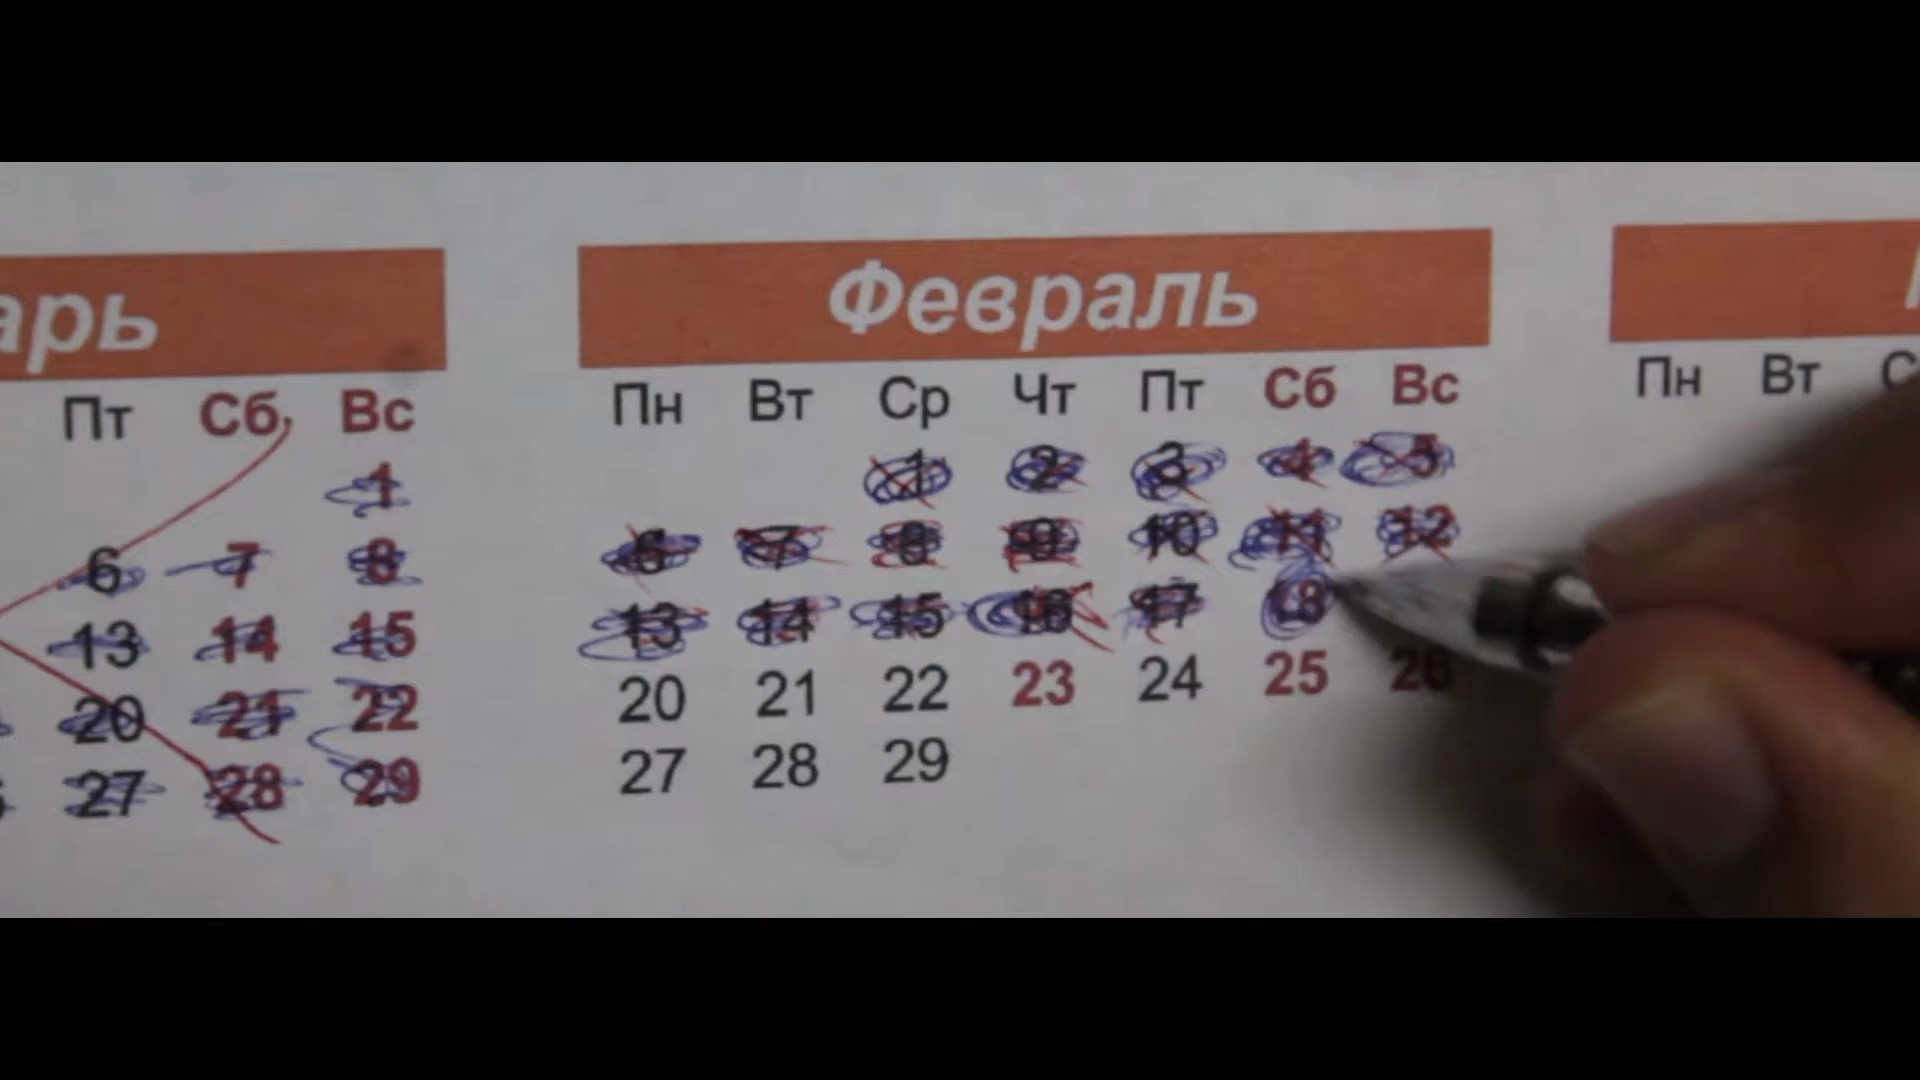 арь
Пт Сб Вс
1
6 7 8
13 14 15
20 21 22
27 28 29
Февраль
Пн Вт Ср Чт Пт Сб Вс
1 2 3 4 5
6 7 8 9 10 11 12
13 14 15 16 17 18
20 21 22 23 24 25 26
27 28 29
Пн Вт С